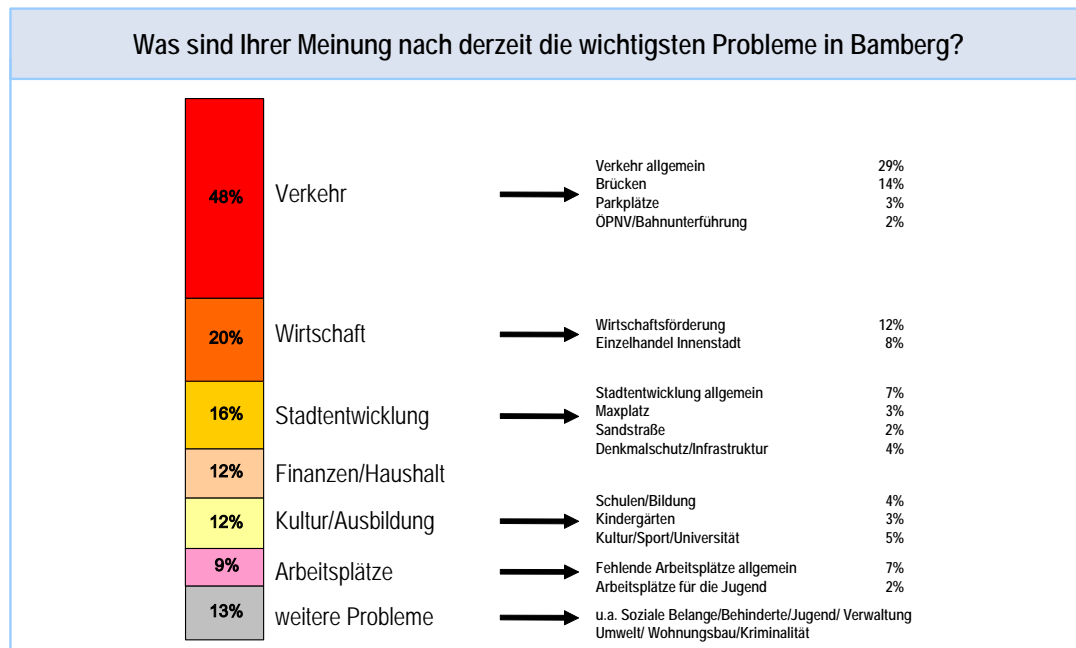 Was sind Ihrer Meinung nach derzeit die wichtigsten Probleme in Bamberg?
48% Verkehr
Verkehr allgemein 29%
Brücken 14%
Parkplätze 3%
ÖPNV/Bahnunterführung 2%
20% Wirtschaft
Wirtschaftsförderung 12%
Einzelhandel Innenstadt 8%
16% Stadtentwicklung
Stadtentwicklung allgemein 7%
Maxplatz 3%
Sandstraße 2%
Denkmalschutz/Infrastruktur 4%
12% Finanzen/Haushalt
12% Kultur/Ausbildung
Schulen/Bildung 4%
Kindergärten 3%
Kultur/Sport/Universität 5%
9% Arbeitsplätze
Fehlende Arbeitsplätze allgemein 7%
Arbeitsplätze für die Jugend 2%
13% weitere Probleme
u.a. Soziale Belange/Behinderte/Jugend/ Verwaltung
Umwelt/ Wohnungsbau/Kriminalität